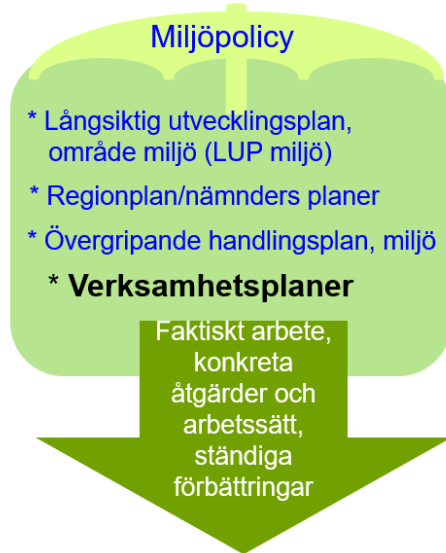 Miljöpolicy
* Långsiktig utvecklingsplan,
område miljö (LUP miljö)
* Regionplan/nämnders planer
* Övergripande handlingsplan, miljö
* Verksamhetsplaner
Faktiskt arbete,
konkreta
åtgärder och
arbetssätt,
ständiga
förbättringar